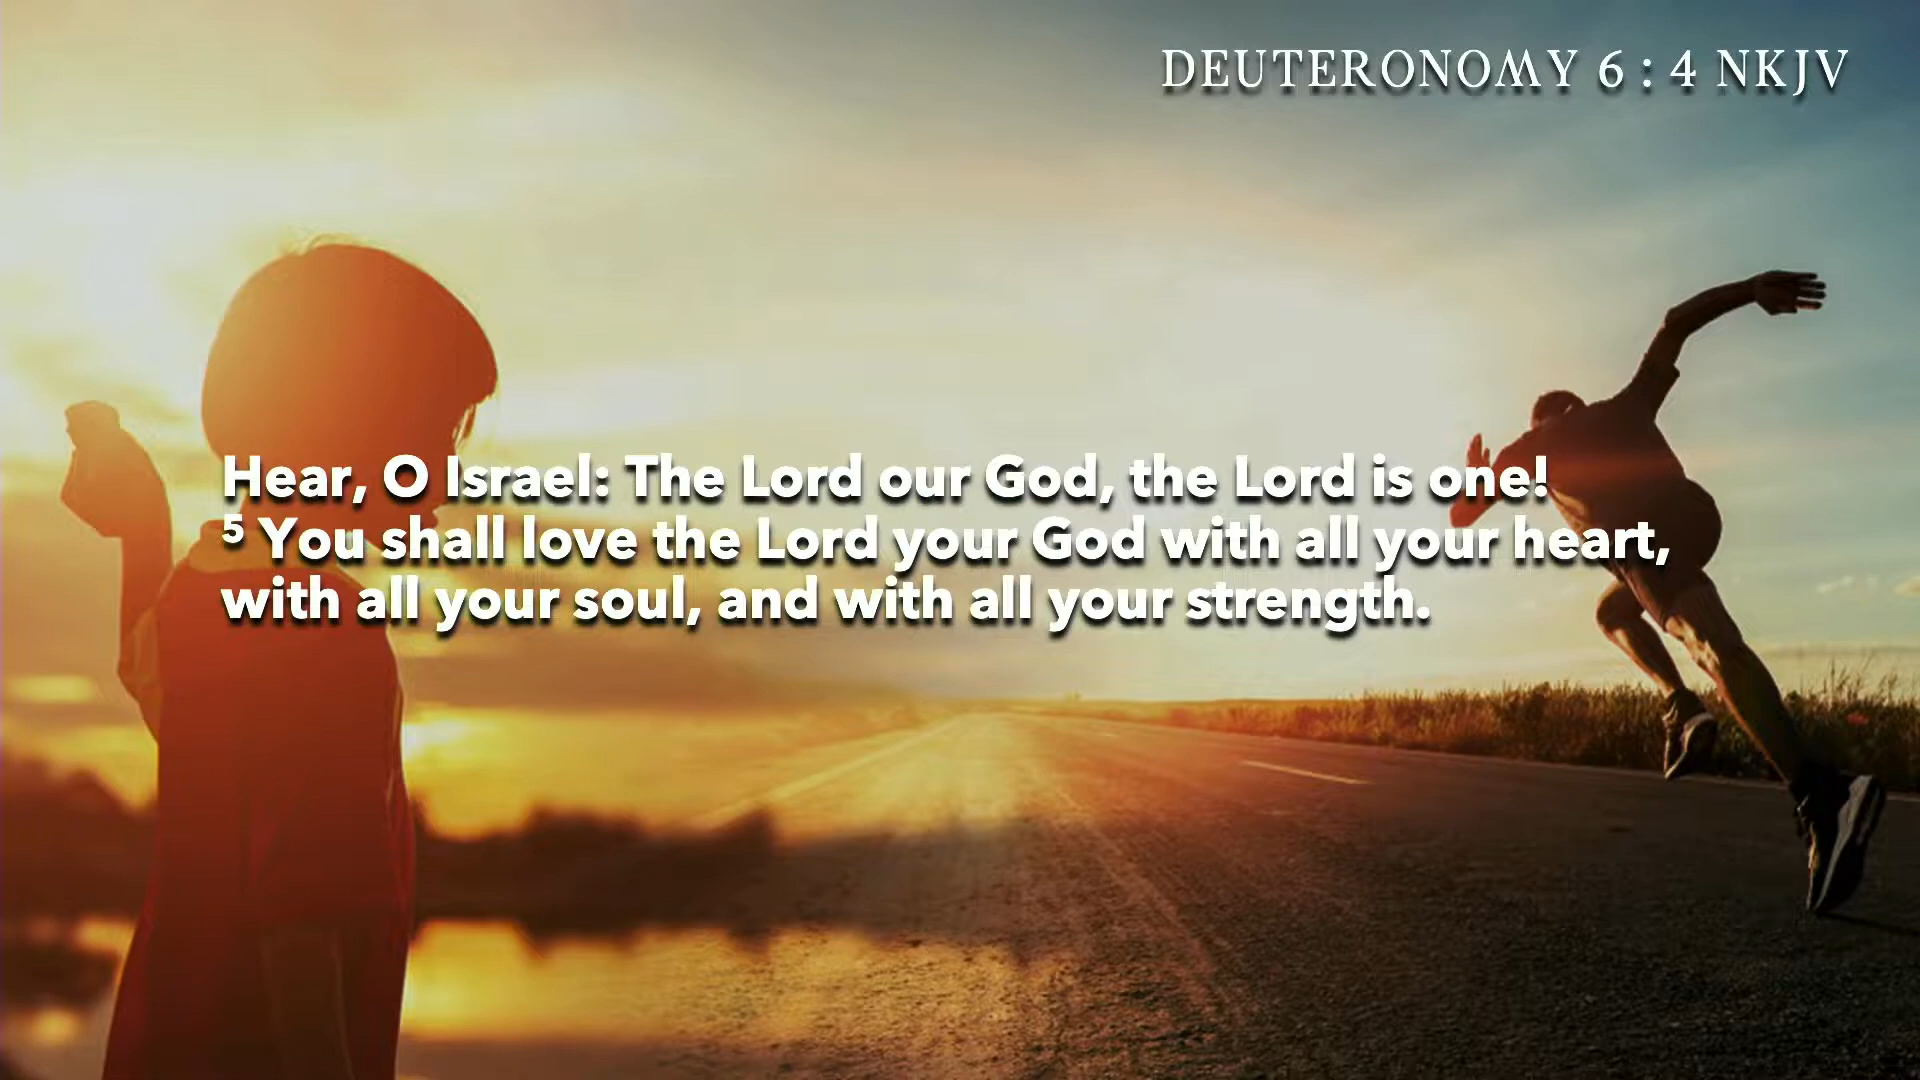 DEUTERONOMY 6 : 4 NKJV
Hear, O Israel: The Lord our God, the Lord is one!
5 You shall love the Lord your God with all your heart,
with all your soul, and with all your strength.